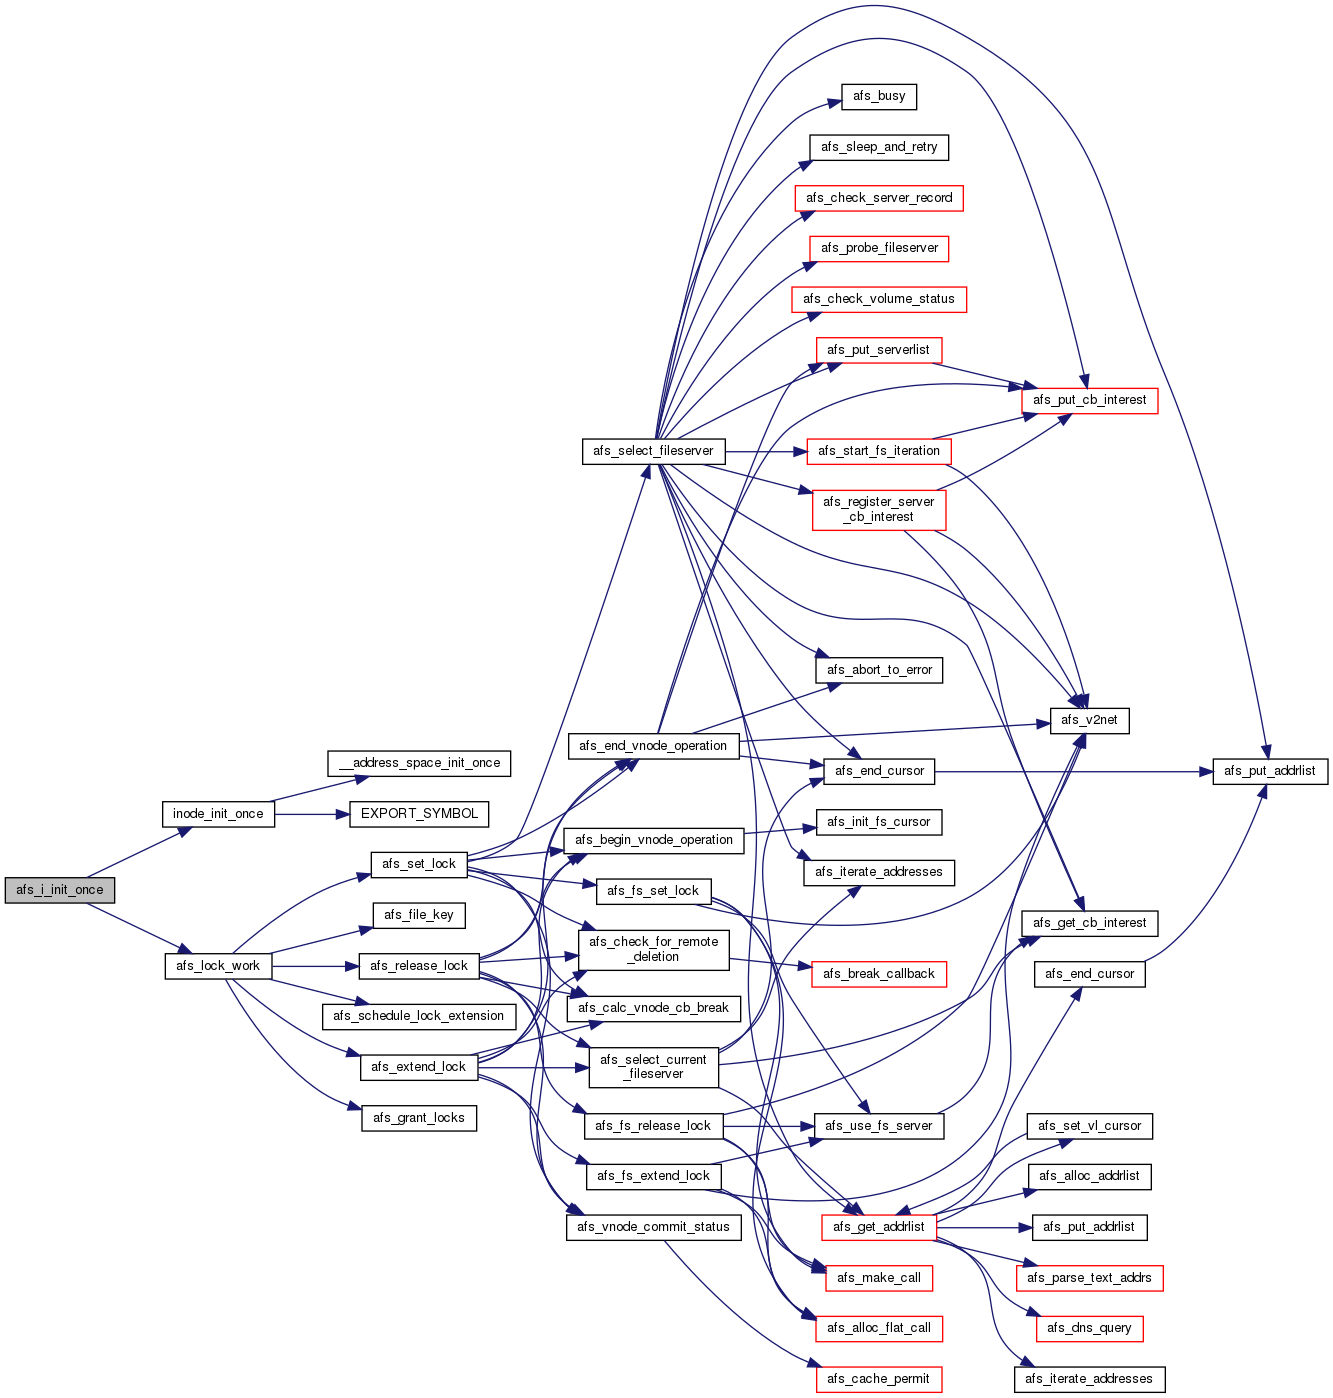 afs_busy
afs_sleep_and_retry
afs_check_server_record
afs_probe_fileserver
afs_check_volume_status
afs_put_serverlist
afs_put_cb_interest
afs_select_fileserver
afs_start_fs_iteration
afs_register_server
_cb_interest
afs_abort_to_error
afs_v2net
afs_end_vnode_operation
__address_space_init_once
afs_end_cursor
afs_put_addrlist
inode_init_once
EXPORT_SYMBOL
afs_init_fs_cursor
afs_begin_vnode_operation
afs_set_lock
afs_iterate_addresses
afs_i_init_once
afs_fs_set_lock
afs_file_key
afs_get_cb_interest
afs_check_for_remote
_deletion
afs_lock_work
afs_release_lock
afs_break_callback
afs_end_cursor
afs_calc_vnode_cb_break
afs_schedule_lock_extension
afs_select_current
_fileserver
afs_extend_lock
afs_grant_locks
afs_fs_release_lock
afs_use_fs_server
afs_set_vl_cursor
afs_fs_extend_lock
afs_alloc_addrlist
afs_vnode_commit_status
afs_get_addrlist
afs_put_addrlist
afs_make_call
afs_parse_text_addrs
afs_alloc_flat_call
afs_dns_query
afs_cache_permit
afs_iterate_addresses